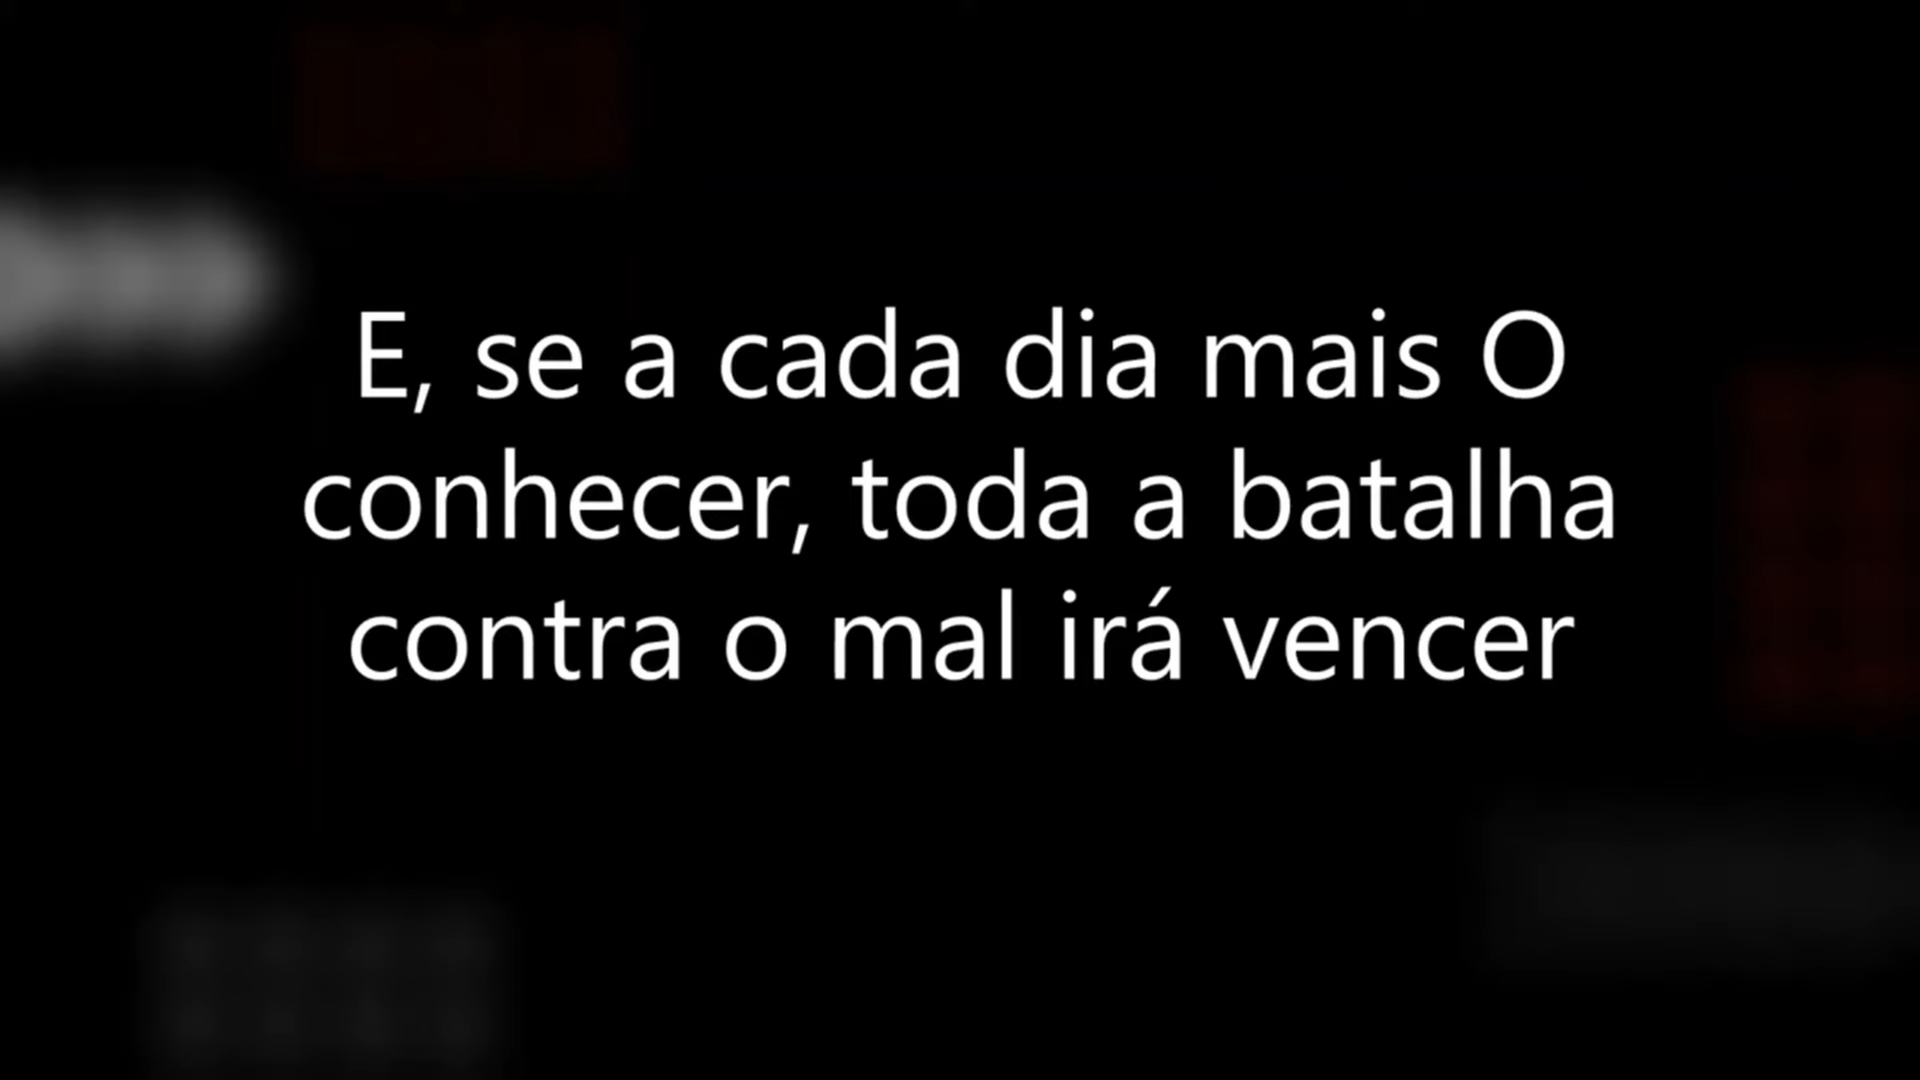 E, se a cada dia mais O
conhecer, toda a batalha
contra o mal irá vencer